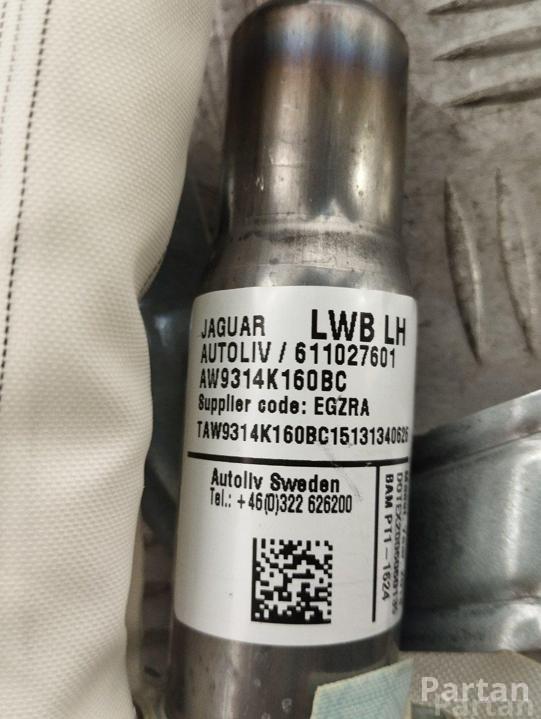 JAGUAR LWB LH
AUTOLIV / 611027601
AW9314K160BC
Supplier code: EGZRA
TAW9314K160BC15131340626
Autoliv Sweden
Tel.: +46(0)322 626200
BAM PT1-1624
Partan
Partan